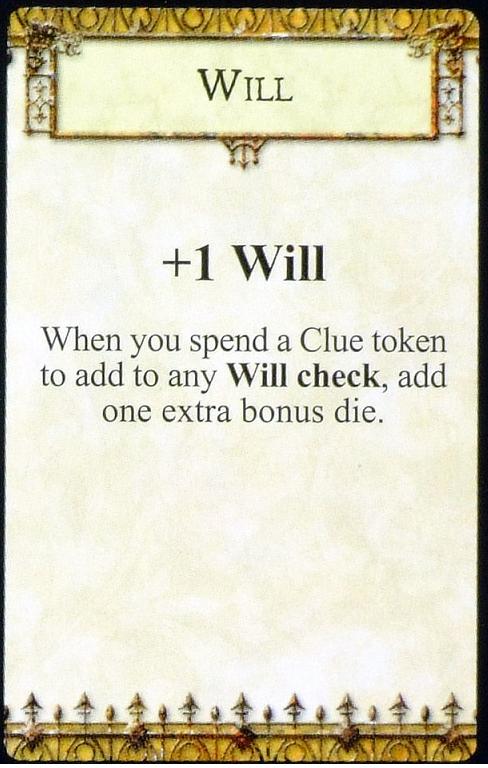 WILL
+1 Will
When you spend a Clue token
to add to any Will check, add
one extra bonus die.